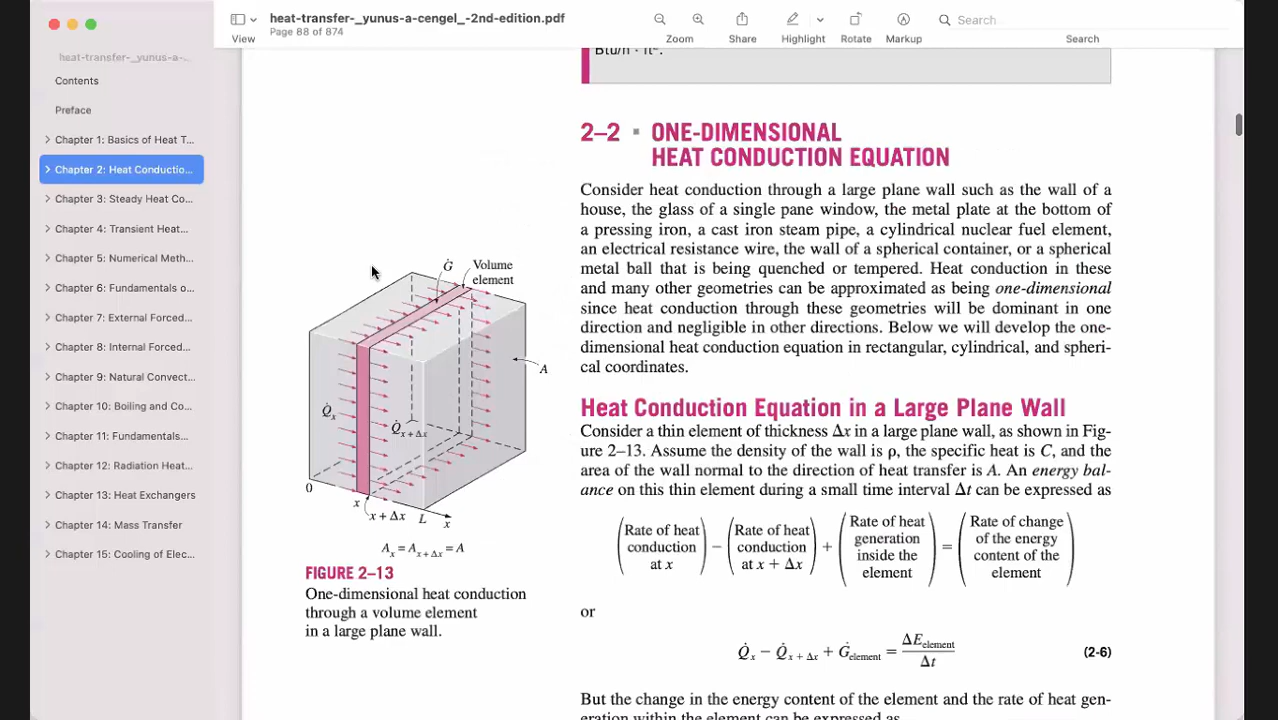 heat-transfer-_yunus-a-cengel_-2nd-edition.pdf
Page 88 of 874
View
Zoom
Share
Highlight
Rotate
Markup
Search
Search
heat-transfer-_yunus-a-...
Contents
Preface
Chapter 1: Basics of Heat T...
Chapter 2: Heat Conductio...
Chapter 3: Steady Heat Co...
Chapter 4: Transient Heat...
Chapter 5: Numerical Meth...
Chapter 6: Fundamentals o...
Chapter 7: External Forced...
Chapter 8: Internal Forced...
Chapter 9: Natural Convect...
Chapter 10: Boiling and Co...
Chapter 11: Fundamentals...
Chapter 12: Radiation Heat...
Chapter 13: Heat Exchangers
Chapter 14: Mass Transfer
Chapter 15: Cooling of Elec...
Ġ
Volume
element
A
Q̇x
Q̇x + Δx
0
x
x + Δx
L
x
Ax = Ax + Δx = A
FIGURE 2–13
One-dimensional heat conduction
through a volume element
in a large plane wall.
Btu/h · ft².
2–2 ■ ONE-DIMENSIONAL
HEAT CONDUCTION EQUATION
Consider heat conduction through a large plane wall such as the wall of a
house, the glass of a single pane window, the metal plate at the bottom of
a pressing iron, a cast iron steam pipe, a cylindrical nuclear fuel element,
an electrical resistance wire, the wall of a spherical container, or a spherical
metal ball that is being quenched or tempered. Heat conduction in these
and many other geometries can be approximated as being one-dimensional
since heat conduction through these geometries will be dominant in one
direction and negligible in other directions. Below we will develop the one-
dimensional heat conduction equation in rectangular, cylindrical, and spheri-
cal coordinates.
Heat Conduction Equation in a Large Plane Wall
Consider a thin element of thickness Δx in a large plane wall, as shown in Fig-
ure 2–13. Assume the density of the wall is ρ, the specific heat is C, and the
area of the wall normal to the direction of heat transfer is A. An energy bal-
ance on this thin element during a small time interval Δt can be expressed as
(Rate of heat conduction at x) − (Rate of heat conduction at x + Δx) + (Rate of heat generation inside the element) = (Rate of change of the energy content of the element)
or
Q̇x − Q̇x + Δx + Ġelement = ΔEelement / Δt (2-6)
But the change in the energy content of the element and the rate of heat gen-
eration within the element can be expressed as